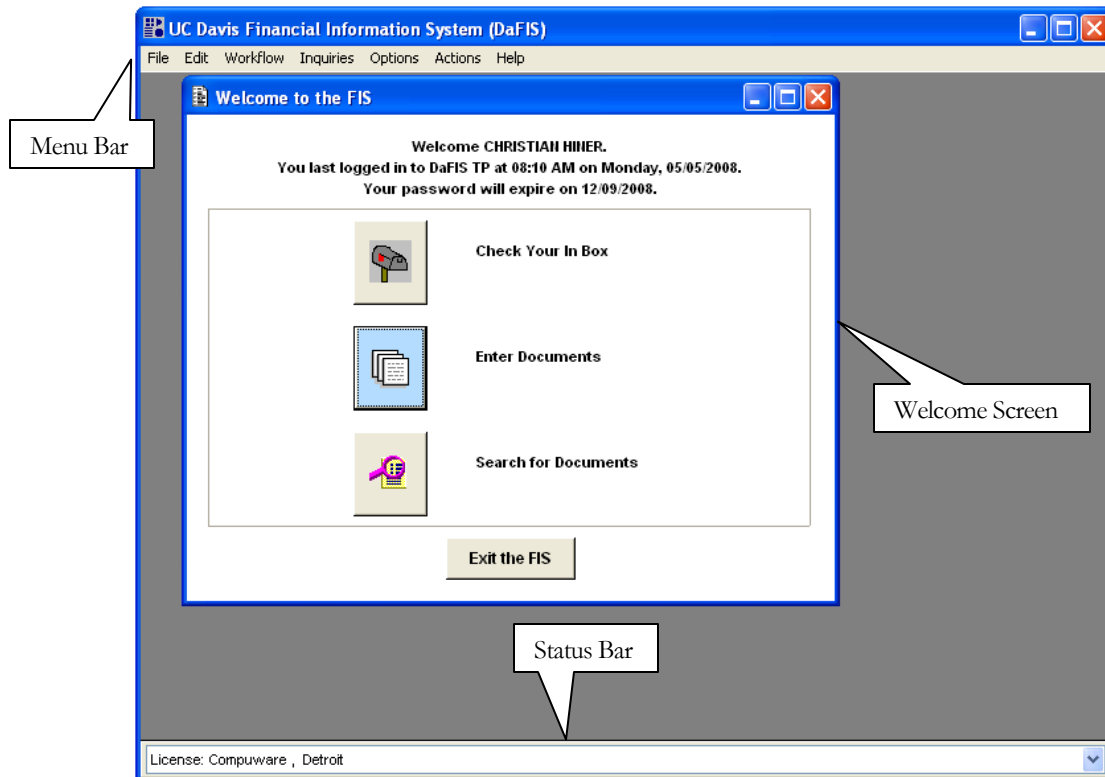 UC Davis Financial Information System (DaFIS)
File Edit Workflow Inquiries Options Actions Help
Menu Bar
Welcome to the FIS
Welcome CHRISTIAN HINER.
You last logged in to DaFIS TP at 08:10 AM on Monday, 05/05/2008.
Your password will expire on 12/09/2008.
Check Your In Box
Enter Documents
Welcome Screen
Search for Documents
Exit the FIS
Status Bar
License: Compuware , Detroit